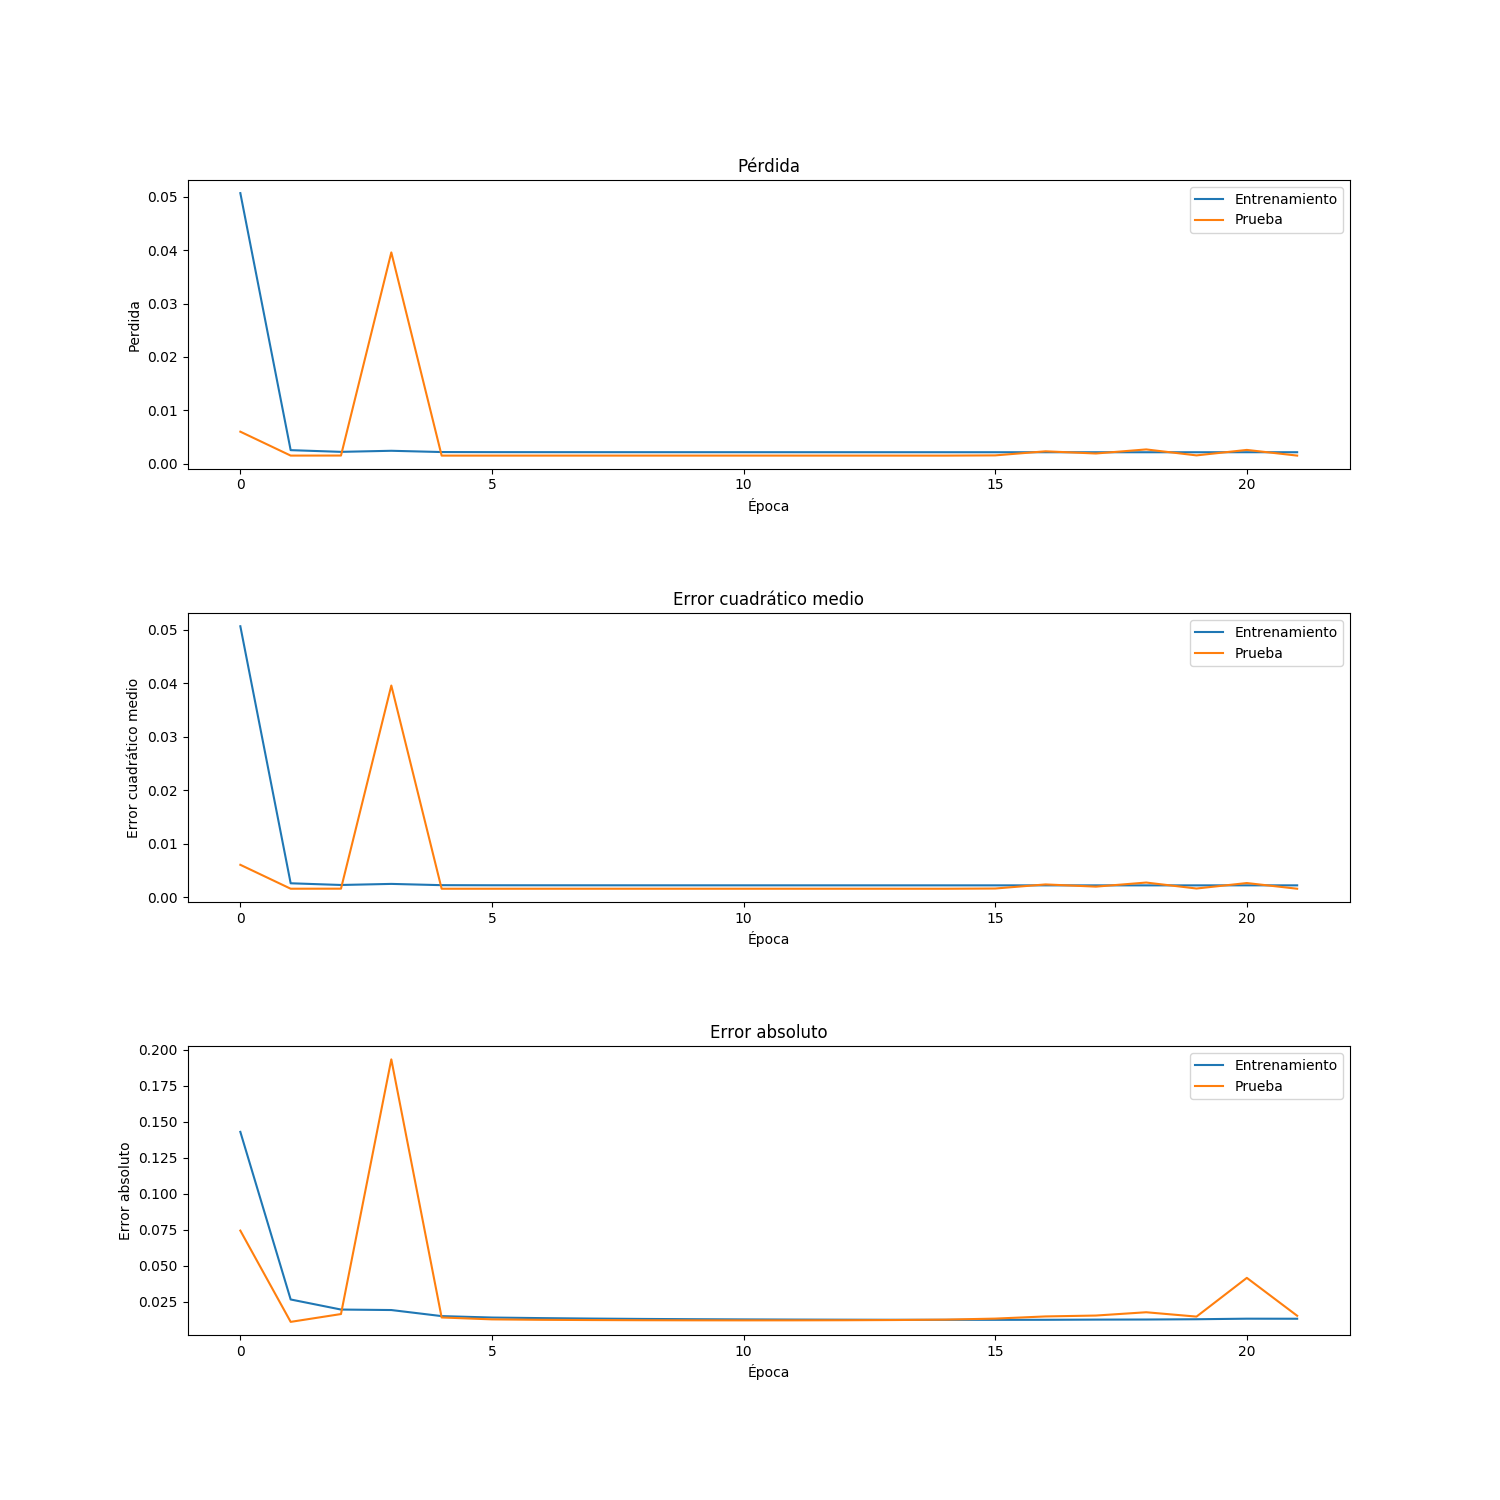 Pérdida
0.05
0.04
0.03
0.02
0.01
0.00
Perdida
Entrenamiento
Prueba
0 5 10 15 20
Época
Error cuadrático medio
0.05
0.04
0.03
0.02
0.01
0.00
Error cuadrático medio
Entrenamiento
Prueba
0 5 10 15 20
Época
Error absoluto
0.200
0.175
0.150
0.125
0.100
0.075
0.050
0.025
Error absoluto
Entrenamiento
Prueba
0 5 10 15 20
Época